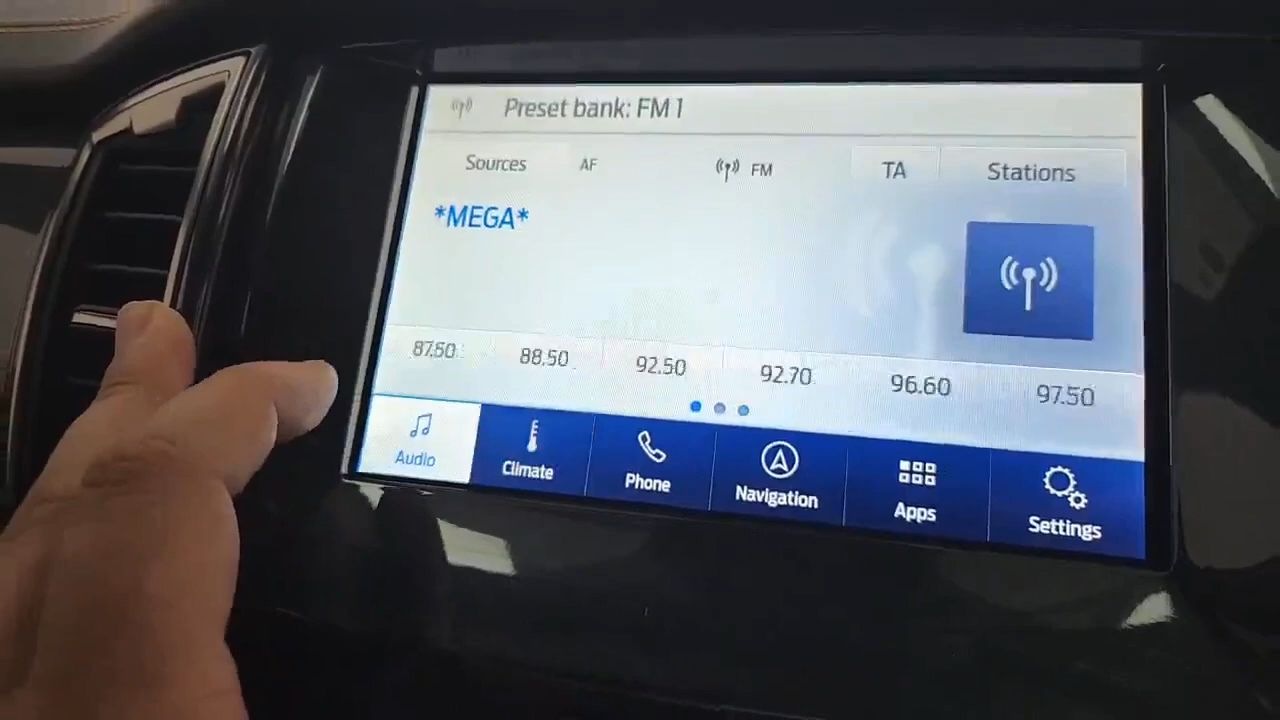 Preset bank: FM 1
Sources AF FM TA Stations
*MEGA*
87.50 88.50 92.50 92.70 96.60 97.50
Audio Climate Phone Navigation Apps Settings